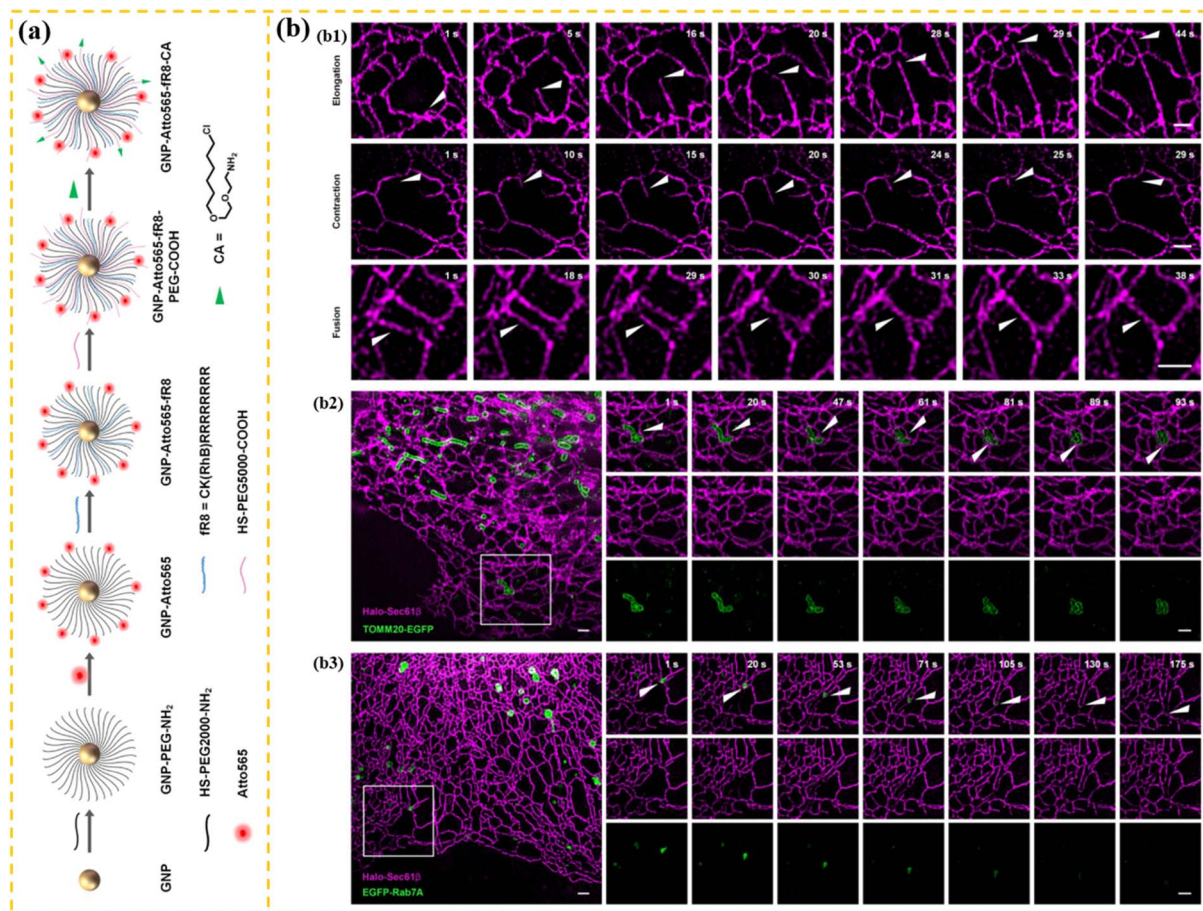 (a)
GNP
GNP-PEG-NH2
GNP-Atto565
GNP-Atto565-fR8
GNP-Atto565-fR8-
PEG-COOH
GNP-Atto565-fR8-CA
HS-PEG2000-NH2
Atto565
fR8 = CK(RhB)RRRRRRRR
HS-PEG5000-COOH
CA =
O
O
NH2
Cl
(b)
(b1)
Elongation
1 s
5 s
16 s
20 s
28 s
29 s
44 s
Contraction
1 s
10 s
15 s
20 s
24 s
25 s
29 s
Fusion
1 s
18 s
29 s
30 s
31 s
33 s
38 s
(b2)
Halo-Sec61β
TOMM20-EGFP
1 s
20 s
47 s
61 s
81 s
89 s
93 s
(b3)
Halo-Sec61β
EGFP-Rab7A
1 s
20 s
53 s
71 s
105 s
130 s
175 s